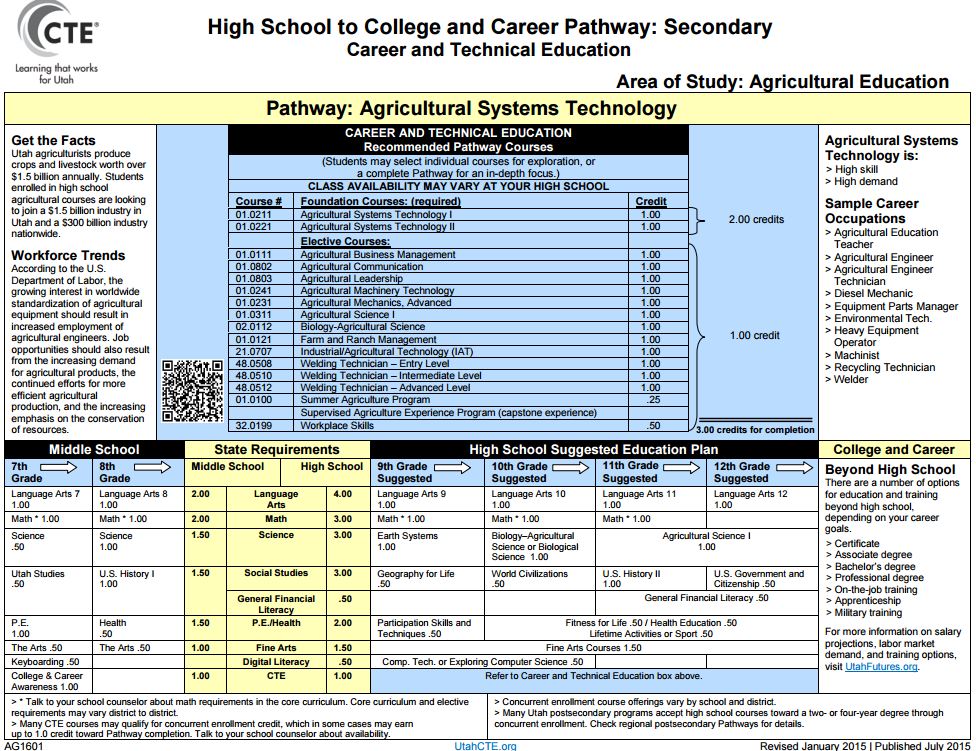 CTE®
Learning that works
for Utah
High School to College and Career Pathway: Secondary
Career and Technical Education
Area of Study: Agricultural Education
Pathway: Agricultural Systems Technology
Get the Facts
Utah agriculturists produce
crops and livestock worth over
$1.5 billion annually. Students
enrolled in high school
agricultural courses are looking
to join a $1.5 billion industry in
Utah and a $300 billion industry
nationwide.
Workforce Trends
According to the U.S.
Department of Labor, the
growing interest in worldwide
standardization of agricultural
equipment should result in
increased employment of
agricultural engineers. Job
opportunities should also result
from the increasing demand
for agricultural products, the
continued efforts for more
efficient agricultural
production, and the increasing
emphasis on the conservation
of resources.
CAREER AND TECHNICAL EDUCATION
Recommended Pathway Courses
(Students may select individual courses for exploration, or
a complete Pathway for an in-depth focus.)
CLASS AVAILABILITY MAY VARY AT YOUR HIGH SCHOOL
Course # Foundation Courses: (required) Credit
01.0211 Agricultural Systems Technology I 1.00
01.0221 Agricultural Systems Technology II 1.00
2.00 credits
Elective Courses:
01.0111 Agricultural Business Management 1.00
01.0802 Agricultural Communication 1.00
01.0803 Agricultural Leadership 1.00
01.0241 Agricultural Machinery Technology 1.00
01.0231 Agricultural Mechanics, Advanced 1.00
01.0311 Agricultural Science I 1.00
02.0112 Biology-Agricultural Science 1.00
01.0121 Farm and Ranch Management 1.00
21.0707 Industrial/Agricultural Technology (IAT) 1.00
48.0508 Welding Technician – Entry Level 1.00
48.0510 Welding Technician – Intermediate Level 1.00
48.0512 Welding Technician – Advanced Level 1.00
01.0100 Summer Agriculture Program .25
Supervised Agriculture Experience Program (capstone experience)
32.0199 Workplace Skills .50
1.00 credit
3.00 credits for completion
Agricultural Systems
Technology is:
> High skill
> High demand
Sample Career
Occupations
> Agricultural Education
Teacher
> Agricultural Engineer
> Agricultural Engineer
Technician
> Diesel Mechanic
> Equipment Parts Manager
> Environmental Tech.
> Heavy Equipment
Operator
> Machinist
> Recycling Technician
> Welder
Middle School State Requirements High School Suggested Education Plan College and Career
7th
Grade
8th
Grade
Middle School High School
9th Grade
Suggested
10th Grade
Suggested
11th Grade
Suggested
12th Grade
Suggested
Language Arts 7
1.00
Language Arts 8
1.00
2.00 Language
Arts 4.00
Language Arts 9
1.00
Language Arts 10
1.00
Language Arts 11
1.00
Language Arts 12
1.00
Math * 1.00 Math * 1.00 2.00 Math 3.00 Math * 1.00 Math * 1.00 Math * 1.00
Science
.50
Science
1.00
1.50 Science 3.00
Earth Systems
1.00
Biology–Agricultural
Science or Biological
Science 1.00
Agricultural Science I
1.00
Utah Studies
.50
U.S. History I
1.00
1.50 Social Studies 3.00
Geography for Life
.50
World Civilizations
.50
U.S. History II
1.00
U.S. Government and
Citizenship .50
General Financial
Literacy .50
General Financial Literacy .50
P.E.
1.00
Health
.50
1.50 P.E./Health 2.00
Participation Skills and
Techniques .50
Fitness for Life .50 / Health Education .50
Lifetime Activities or Sport .50
The Arts .50 The Arts .50 1.00 Fine Arts 1.50 Fine Arts Courses 1.50
Keyboarding .50 Digital Literacy .50 Comp. Tech. or Exploring Computer Science .50
College & Career
Awareness 1.00
1.00 CTE 1.00 Refer to Career and Technical Education box above.
Beyond High School
There are a number of options
for education and training
beyond high school,
depending on your career
goals.
> Certificate
> Associate degree
> Bachelor's degree
> Professional degree
> On-the-job training
> Apprenticeship
> Military training
For more information on salary
projections, labor market
demand, and training options,
visit UtahFutures.org.
> * Talk to your school counselor about math requirements in the core curriculum. Core curriculum and elective
requirements may vary district to district.
> Many CTE courses may qualify for concurrent enrollment credit, which in some cases may earn
up to 1.0 credit toward Pathway completion. Talk to your school counselor about availability.
> Concurrent enrollment course offerings vary by school and district.
> Many Utah postsecondary programs accept high school courses toward a two- or four-year degree through
concurrent enrollment. Check regional postsecondary Pathways for details.
AG1601 UtahCTE.org Revised January 2015 | Published July 2015